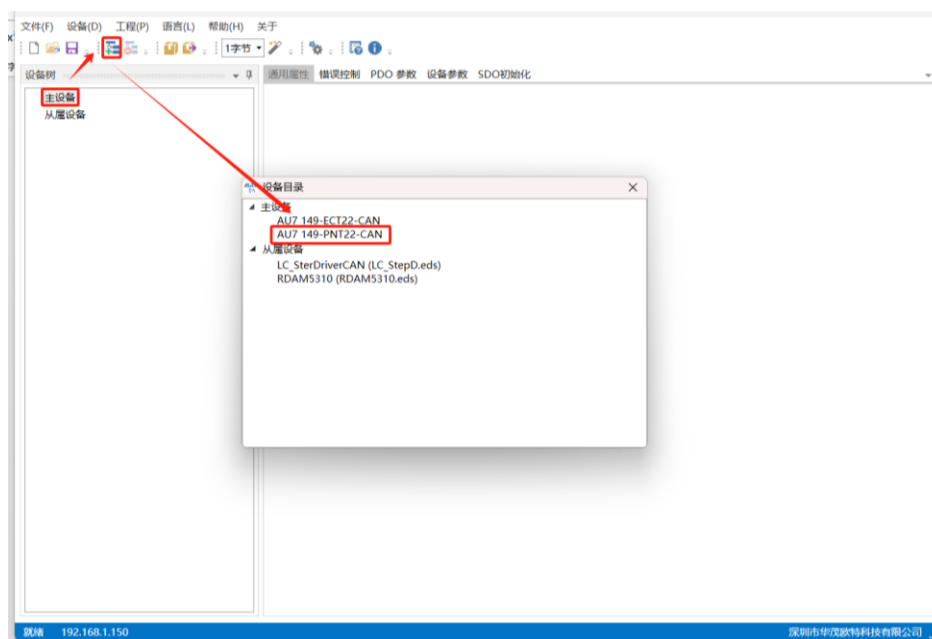 文件(F) 设备(D) 工程(P) 语言(L) 帮助(H) 关于
1字节
设备树
通用属性 错误控制 PDO 参数 设备参数 SDO初始化
主设备
从属设备
设备目录
主设备
AU7 149-ECT22-CAN
AU7 149-PNT22-CAN
从属设备
LC_SterDriverCAN (LC_StepD.eds)
RDAM5310 (RDAM5310.eds)
就绪 192.168.1.150
深圳市华茂欧特科技有限公司